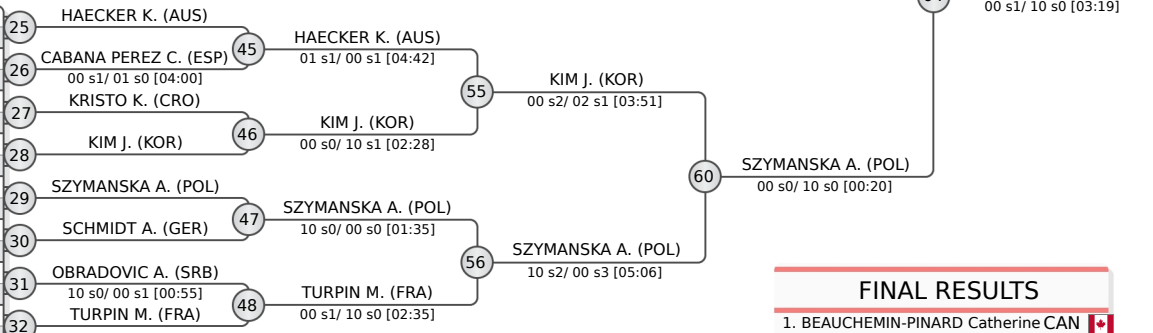 00 s1/ 10 s0 [03:19]
25
HAECKER K. (AUS)
26
CABANA PEREZ C. (ESP)
00 s1/ 01 s0 [04:00]
45
HAECKER K. (AUS)
01 s1/ 00 s1 [04:42]
27
KRISTO K. (CRO)
28
KIM J. (KOR)
46
KIM J. (KOR)
00 s0/ 10 s1 [02:28]
55
KIM J. (KOR)
00 s2/ 02 s1 [03:51]
29
SZYMANSKA A. (POL)
30
SCHMIDT A. (GER)
47
SZYMANSKA A. (POL)
10 s0/ 00 s0 [01:35]
31
OBRADOVIC A. (SRB)
10 s0/ 00 s1 [00:55]
32
TURPIN M. (FRA)
48
TURPIN M. (FRA)
00 s1/ 10 s0 [02:35]
56
SZYMANSKA A. (POL)
10 s2/ 00 s3 [05:06]
60
SZYMANSKA A. (POL)
00 s0/ 10 s0 [00:20]
FINAL RESULTS
1. BEAUCHEMIN-PINARD Catherine CAN